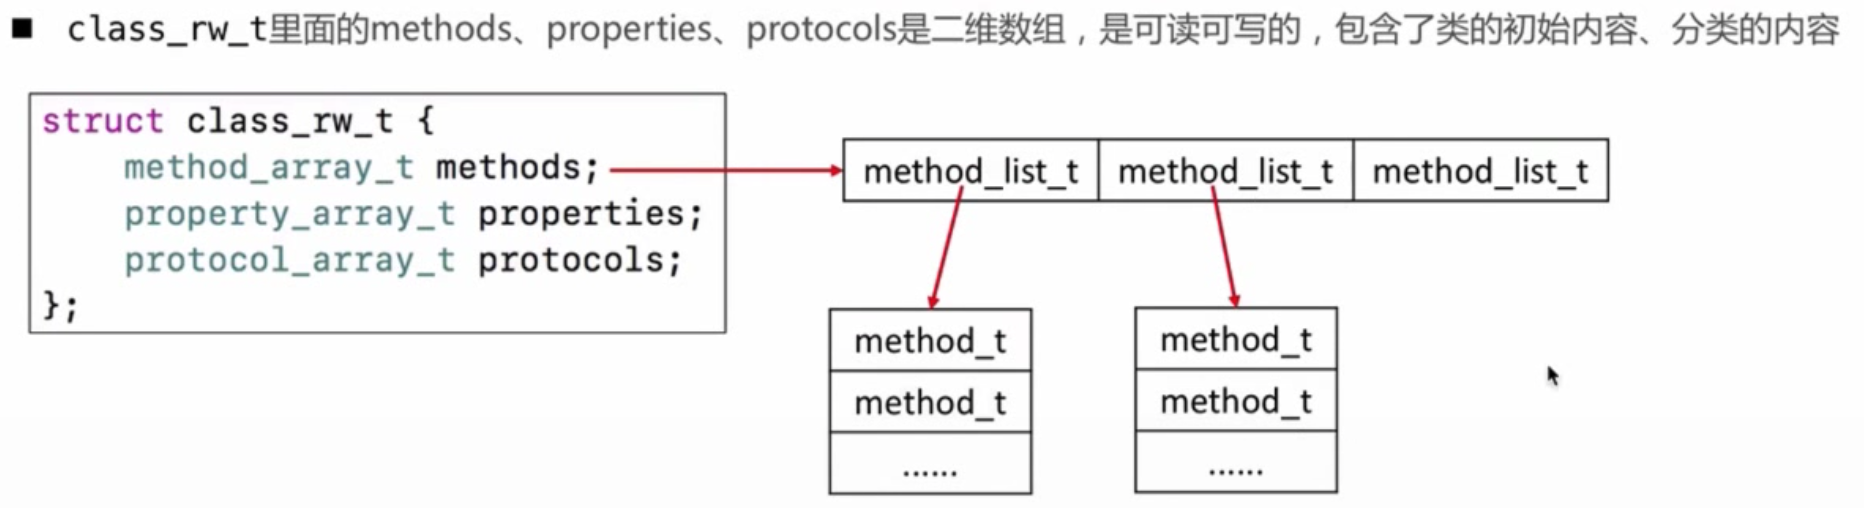 ■ class_rw_t里面的methods、properties、protocols是二维数组，是可读可写的，包含了类的初始内容、分类的内容
struct class_rw_t {
method_array_t methods;
property_array_t properties;
protocol_array_t protocols;
};
method_list_t method_list_t method_list_t
method_t method_t
method_t method_t
...... ......